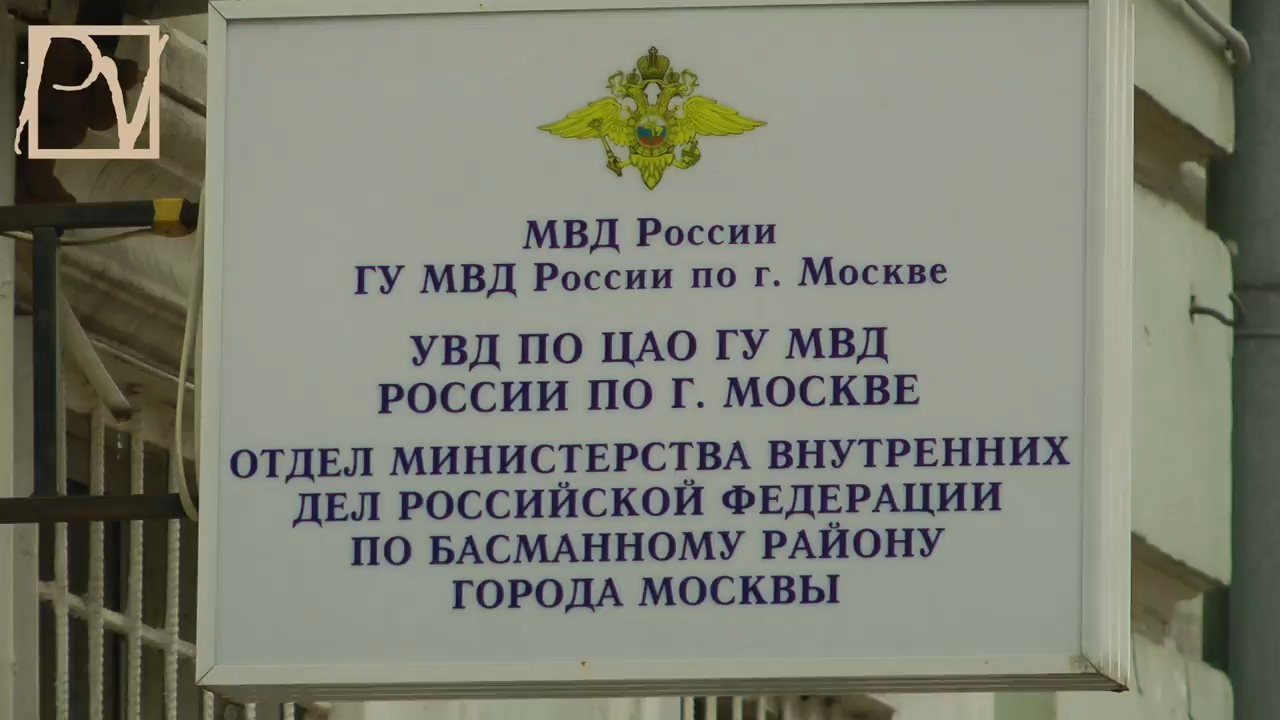 PV
МВД России
ГУ МВД России по г. Москве
УВД ПО ЦАО ГУ МВД
РОССИИ ПО Г. МОСКВЕ
ОТДЕЛ МИНИСТЕРСТВА ВНУТРЕННИХ
ДЕЛ РОССИЙСКОЙ ФЕДЕРАЦИИ
ПО БАСМАННОМУ РАЙОНУ
ГОРОДА МОСКВЫ